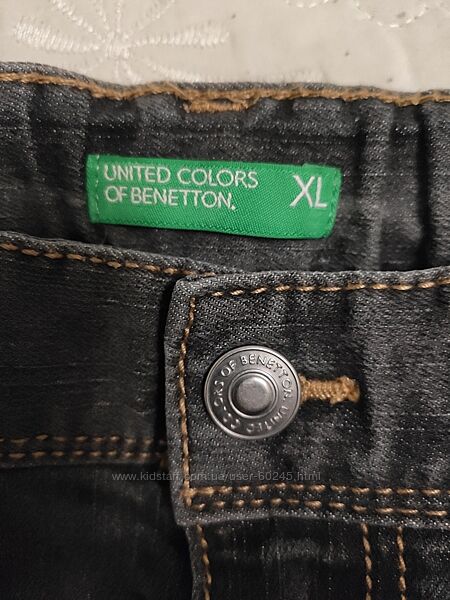 UNITED COLORS
OF BENETTON.
XL
UNITED COLORS OF BENETTON.
www.kidstaff.com.ua/user-60245.html